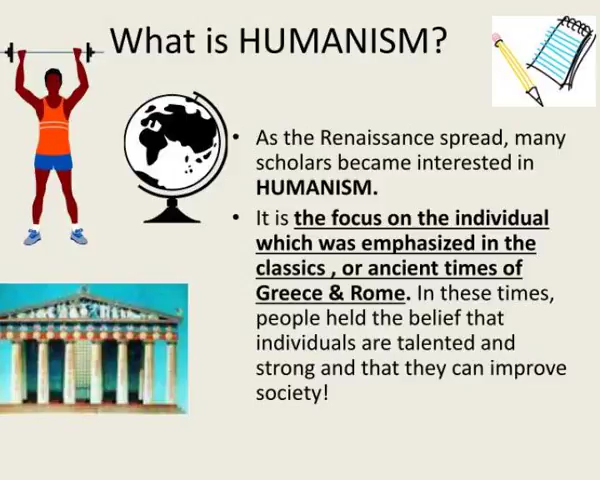 What is HUMANISM?
• As the Renaissance spread, many
scholars became interested in
HUMANISM.
• It is the focus on the individual
which was emphasized in the
classics , or ancient times of
Greece & Rome. In these times,
people held the belief that
individuals are talented and
strong and that they can improve
society!